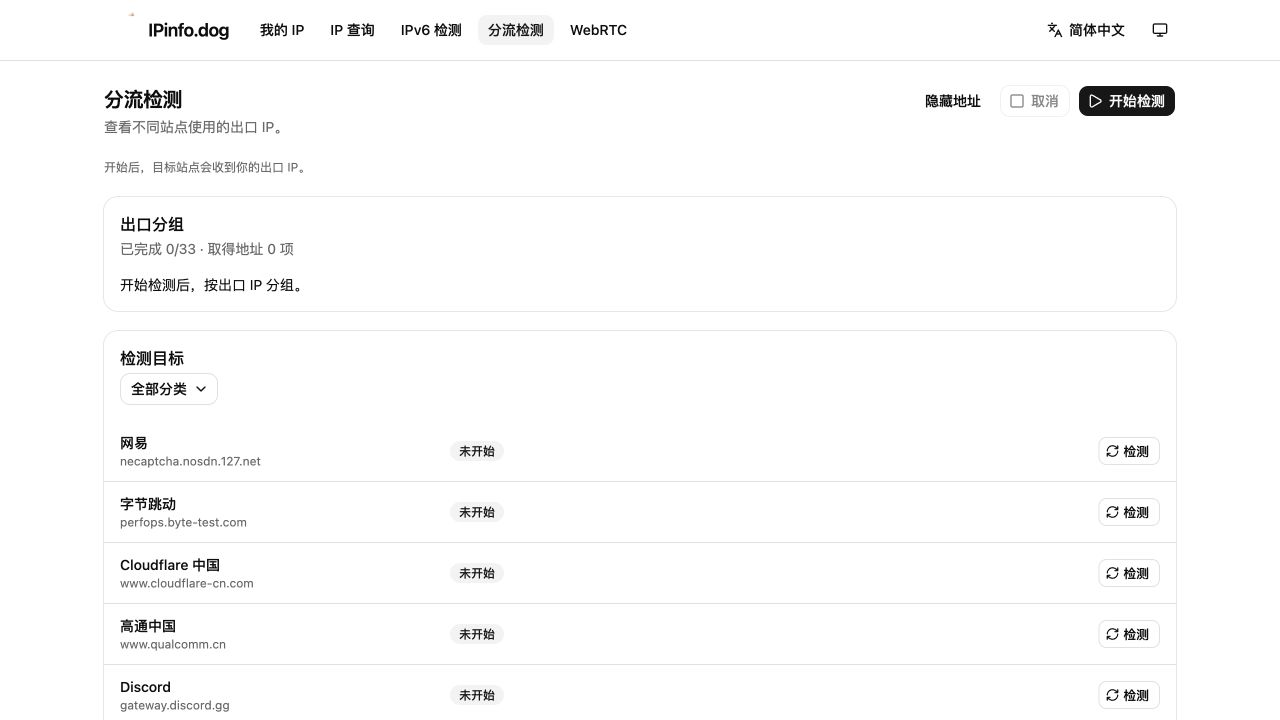 IPinfo.dog
我的 IP
IP 查询
IPv6 检测
分流检测
WebRTC
简体中文
分流检测
查看不同站点使用的出口 IP。
隐藏地址
取消
开始检测
开始后，目标站点会收到你的出口 IP。
出口分组
已完成 0/33 · 取得地址 0 项
开始检测后，按出口 IP 分组。
检测目标
全部分类
网易
necaptcha.nosdn.127.net
未开始
检测
字节跳动
perfops.byte-test.com
未开始
检测
Cloudflare 中国
www.cloudflare-cn.com
未开始
检测
高通中国
www.qualcomm.cn
未开始
检测
Discord
gateway.discord.gg
未开始
检测